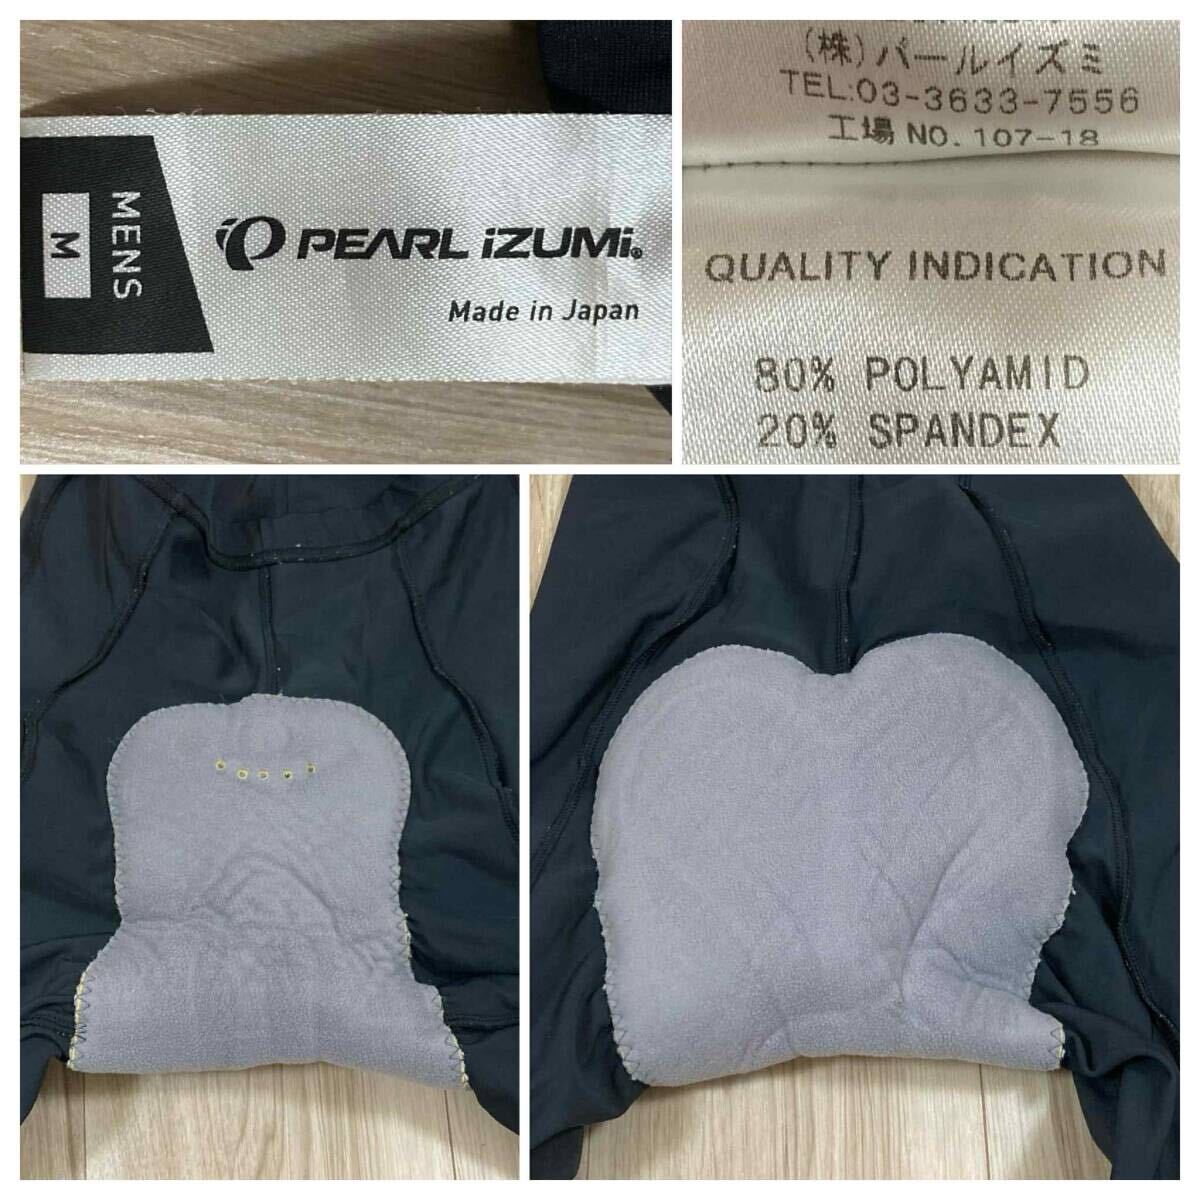 MENS
M
PEARL iZUMi®
Made in Japan
(株)パールイズミ
TEL:03-3633-7556
工場 NO. 107-18
QUALITY INDICATION
80% POLYAMID
20% SPANDEX